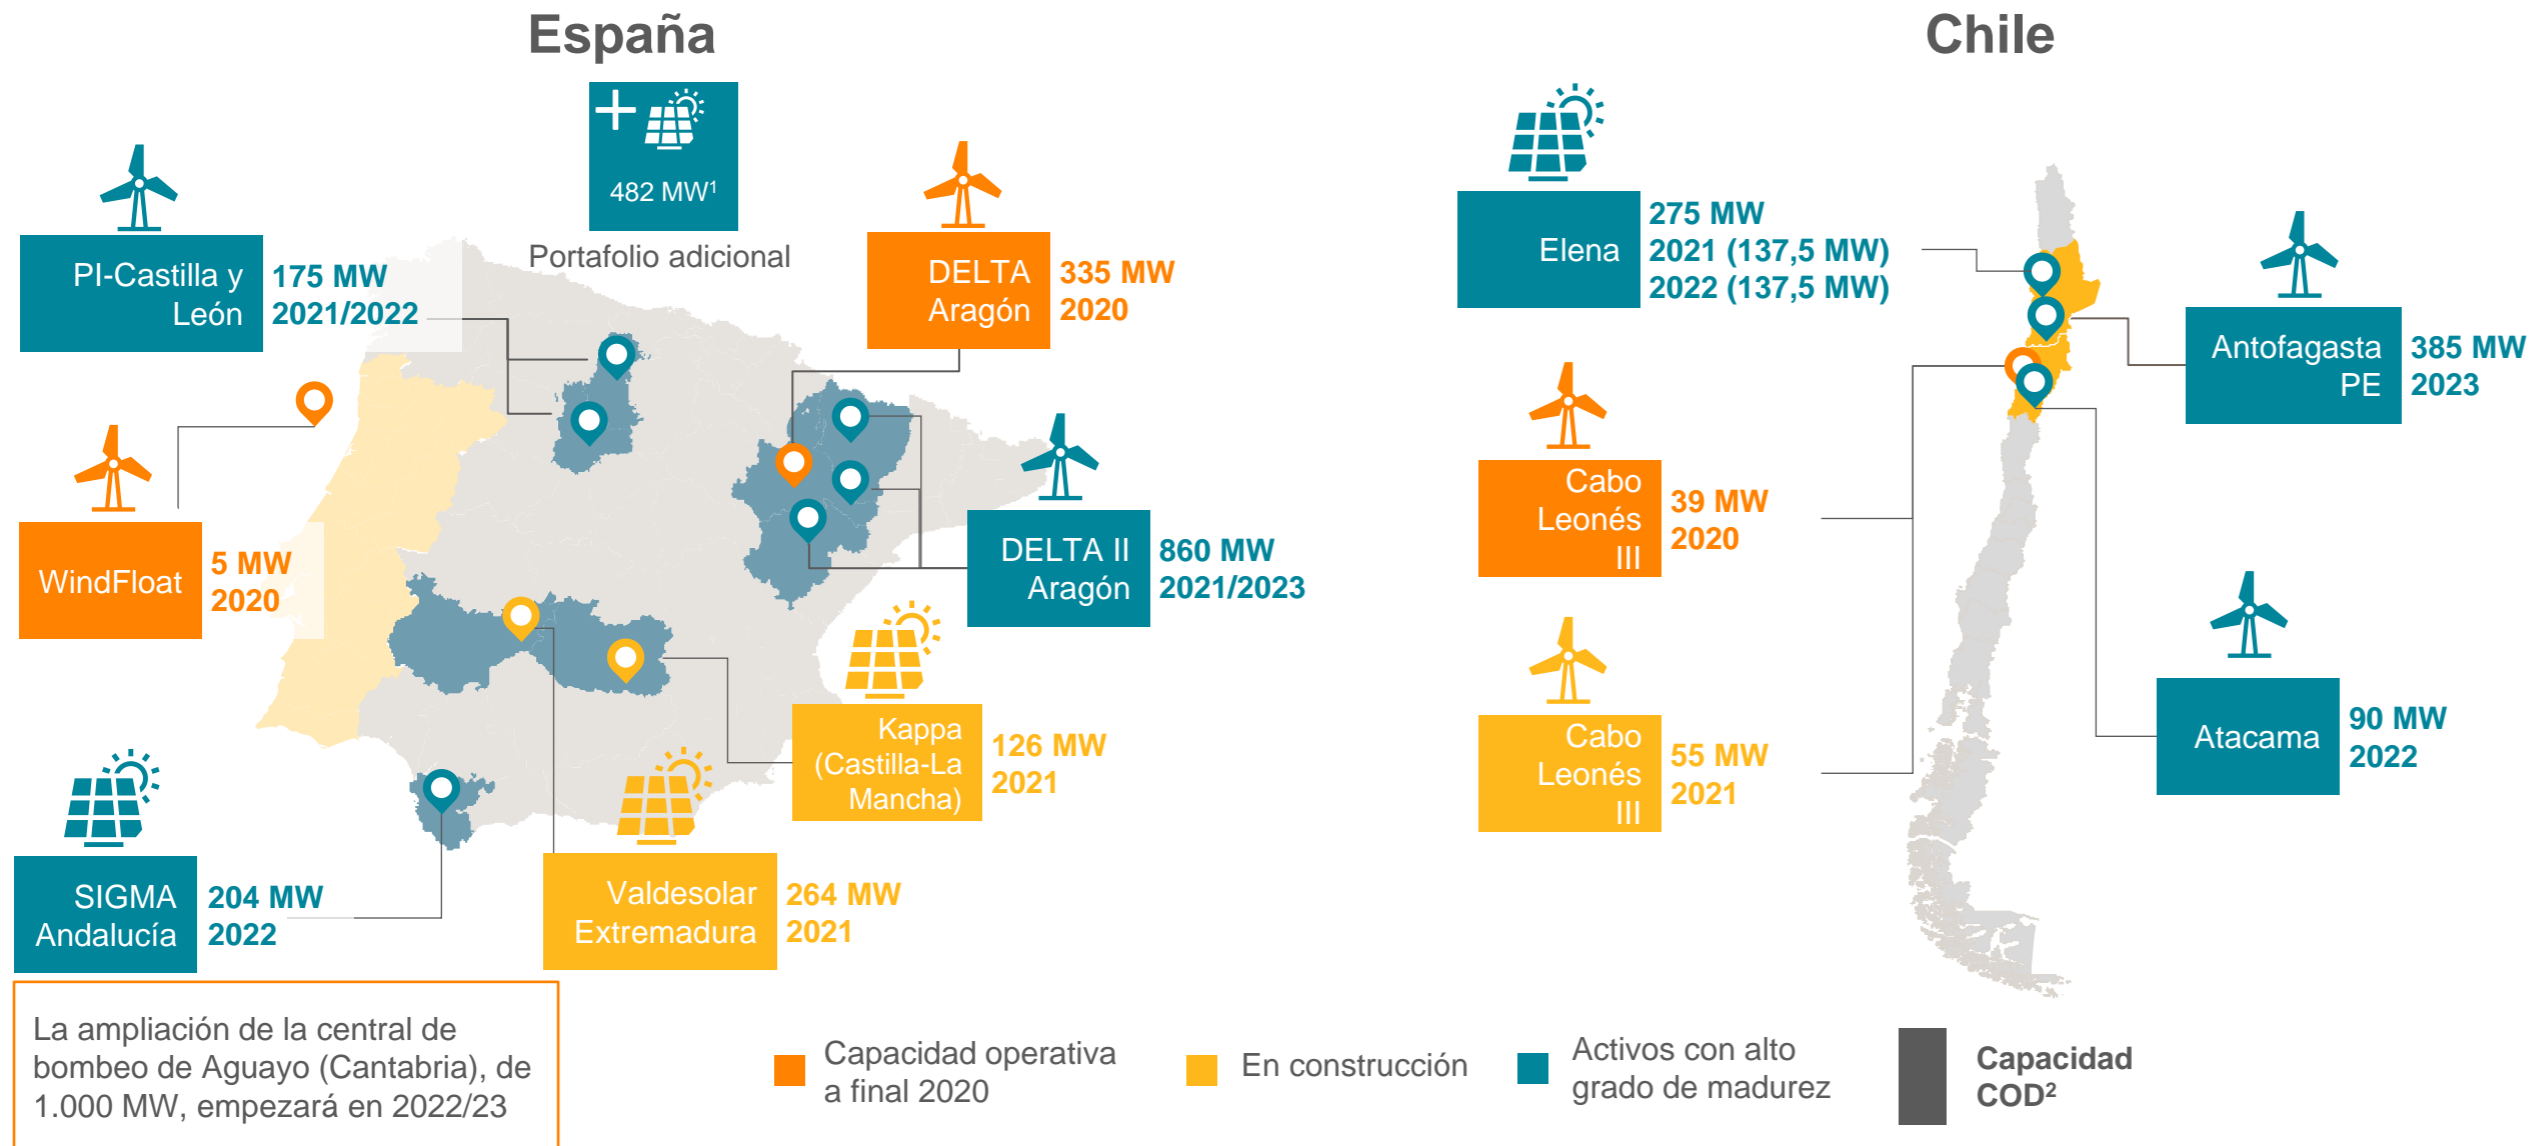 España
482 MW¹
Portafolio adicional
PI-Castilla y
León
175 MW
2021/2022
DELTA
Aragón
335 MW
2020
WindFloat
5 MW
2020
DELTA II
Aragón
860 MW
2021/2023
Kappa
(Castilla-La
Mancha)
126 MW
2021
SIGMA
Andalucía
204 MW
2022
Valdesolar
Extremadura
264 MW
2021
La ampliación de la central de
bombeo de Aguayo (Cantabria), de
1.000 MW, empezará en 2022/23
Chile
Elena
275 MW
2021 (137,5 MW)
2022 (137,5 MW)
Antofagasta
PE
385 MW
2023
Cabo
Leonés
III
39 MW
2020
Cabo
Leonés
III
55 MW
2021
Atacama
90 MW
2022
Capacidad operativa
a final 2020
En construcción
Activos con alto
grado de madurez
Capacidad
COD²